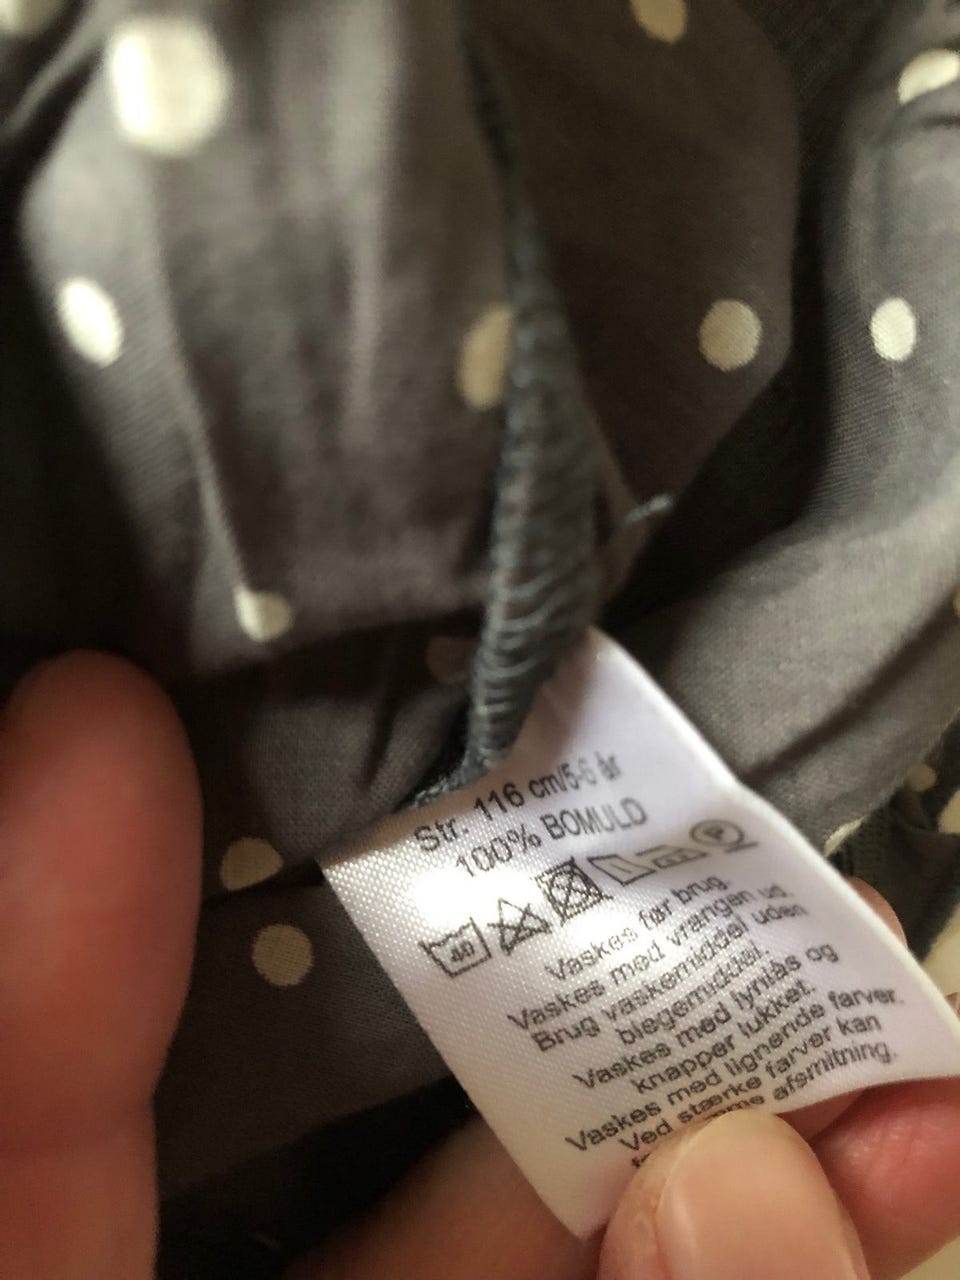 Str. 116 cm/5-6 år
100% BOMULD
40 P
Vaskes før brug.
Vaskes med vrangen ud.
Brug vaskemiddel uden
blegemiddel.
Vaskes med lynlås og
knapper lukket.
Vaskes med lignende farver.
Ved stærke farver kan
afsmitning.